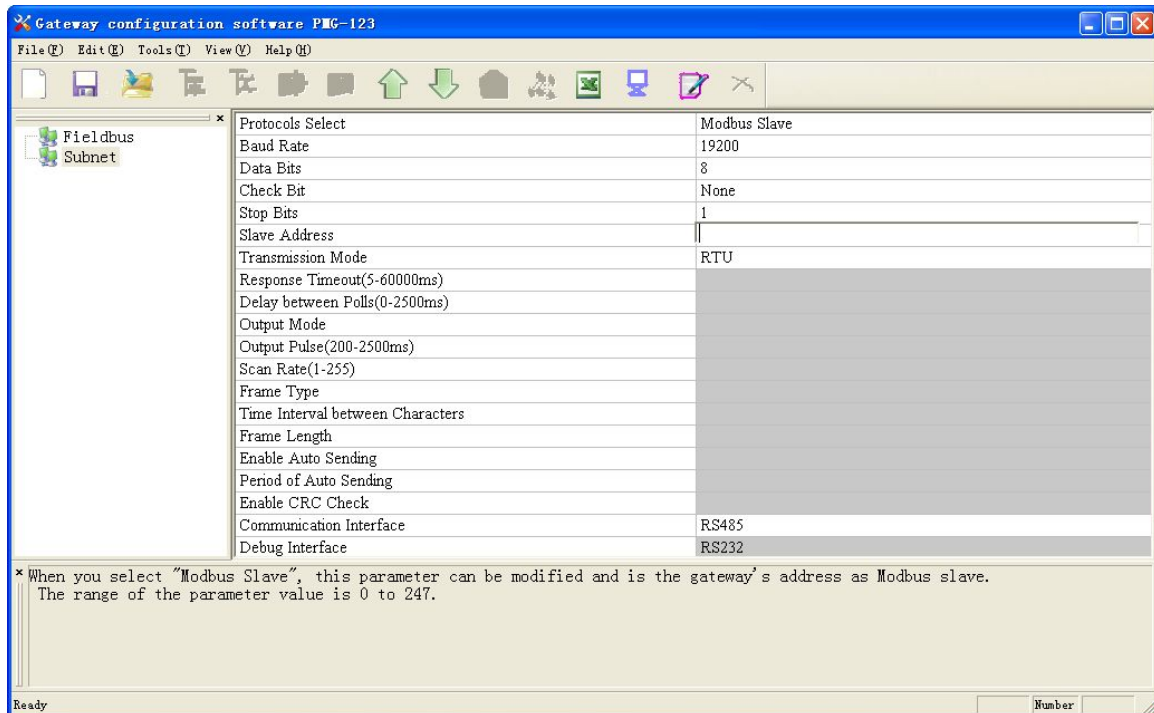 Gateway configuration software PMG-123
File(F) Edit(E) Tools(T) View(V) Help(H)
Fieldbus
Subnet
Protocols Select Modbus Slave
Baud Rate 19200
Data Bits 8
Check Bit None
Stop Bits 1
Slave Address
Transmission Mode RTU
Response Timeout(5-60000ms)
Delay between Polls(0-2500ms)
Output Mode
Output Pulse(200-2500ms)
Scan Rate(1-255)
Frame Type
Time Interval between Characters
Frame Length
Enable Auto Sending
Period of Auto Sending
Enable CRC Check
Communication Interface RS485
Debug Interface RS232
When you select "Modbus Slave", this parameter can be modified and is the gateway's address as Modbus slave.
The range of the parameter value is 0 to 247.
Ready Number